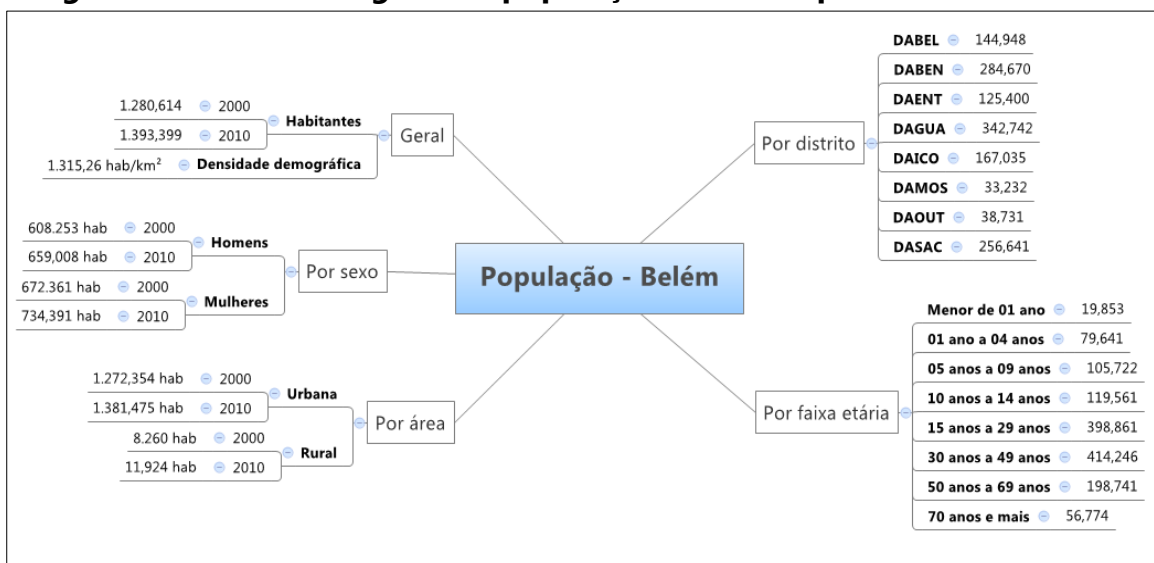 população
População - Belém
Geral
Habitantes
1.280,614 2000
1.393,399 2010
Densidade demográfica
1.315,26 hab/km²
Por sexo
Homens
608.253 hab 2000
659,008 hab 2010
Mulheres
672.361 hab 2000
734,391 hab 2010
Por área
Urbana
1.272,354 hab 2000
1.381,475 hab 2010
Rural
8.260 hab 2000
11,924 hab 2010
Por distrito
DABEL 144,948
DABEN 284,670
DAENT 125,400
DAGUA 342,742
DAICO 167,035
DAMOS 33,232
DAOUT 38,731
DASAC 256,641
Por faixa etária
Menor de 01 ano 19,853
01 ano a 04 anos 79,641
05 anos a 09 anos 105,722
10 anos a 14 anos 119,561
15 anos a 29 anos 398,861
30 anos a 49 anos 414,246
50 anos a 69 anos 198,741
70 anos e mais 56,774